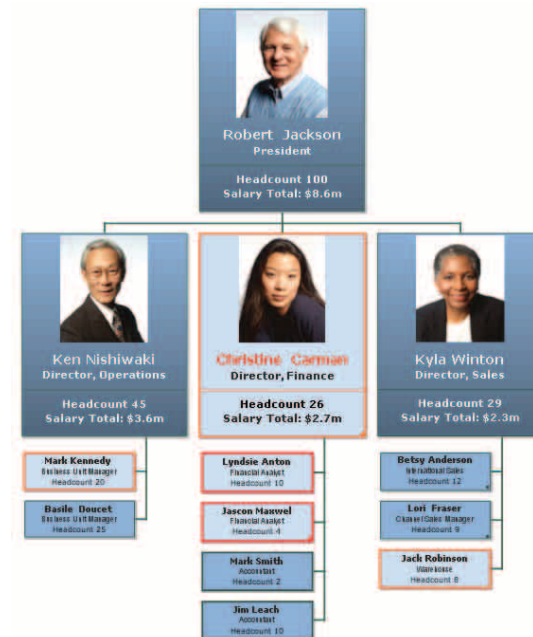 Robert Jackson
President
Headcount 100
Salary Total: $8.6m
Ken Nishiwaki
Director, Operations
Headcount 45
Salary Total: $3.6m
Christine Carman
Director, Finance
Headcount 26
Salary Total: $2.7m
Kyla Winton
Director, Sales
Headcount 29
Salary Total: $2.3m
Mark Kennedy
Business Unit Manager
Headcount 20
Basile Doucet
Business Unit Manager
Headcount 25
Lyndsie Anton
Financial Analyst
Headcount 10
Jascon Maxwel
Financial Analyst
Headcount 4
Mark Smith
Accountant
Headcount 2
Jim Leach
Accountant
Headcount 10
Betsy Anderson
International Sales
Headcount 12
Lori Fraser
Channel Sales Manager
Headcount 9
Jack Robinson
Warehouse
Headcount 8